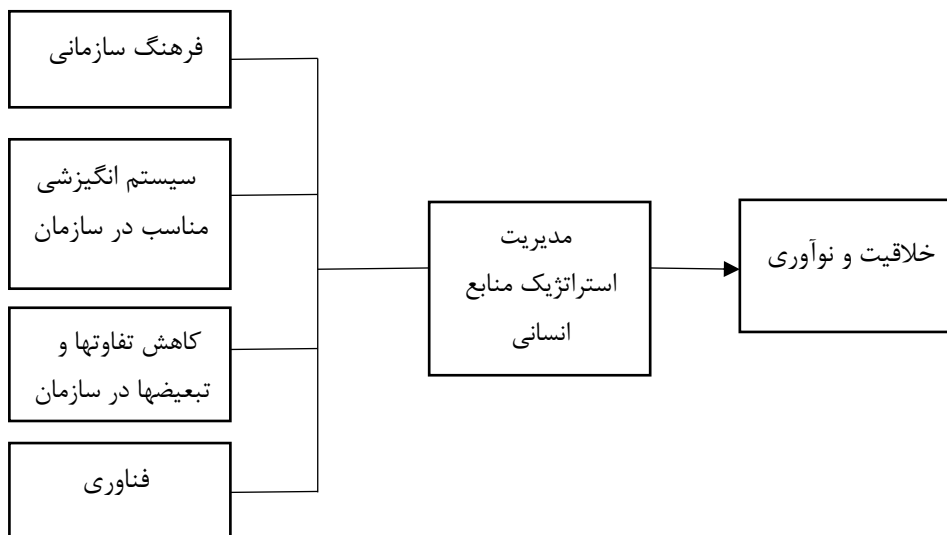 فرهنگ سازمانی
سیستم انگیزشی
مناسب در سازمان
کاهش تفاوتها و
تبعیضها در سازمان
فناوری
مدیریت
استراتژیک منابع
انسانی
خلاقیت و نوآوری